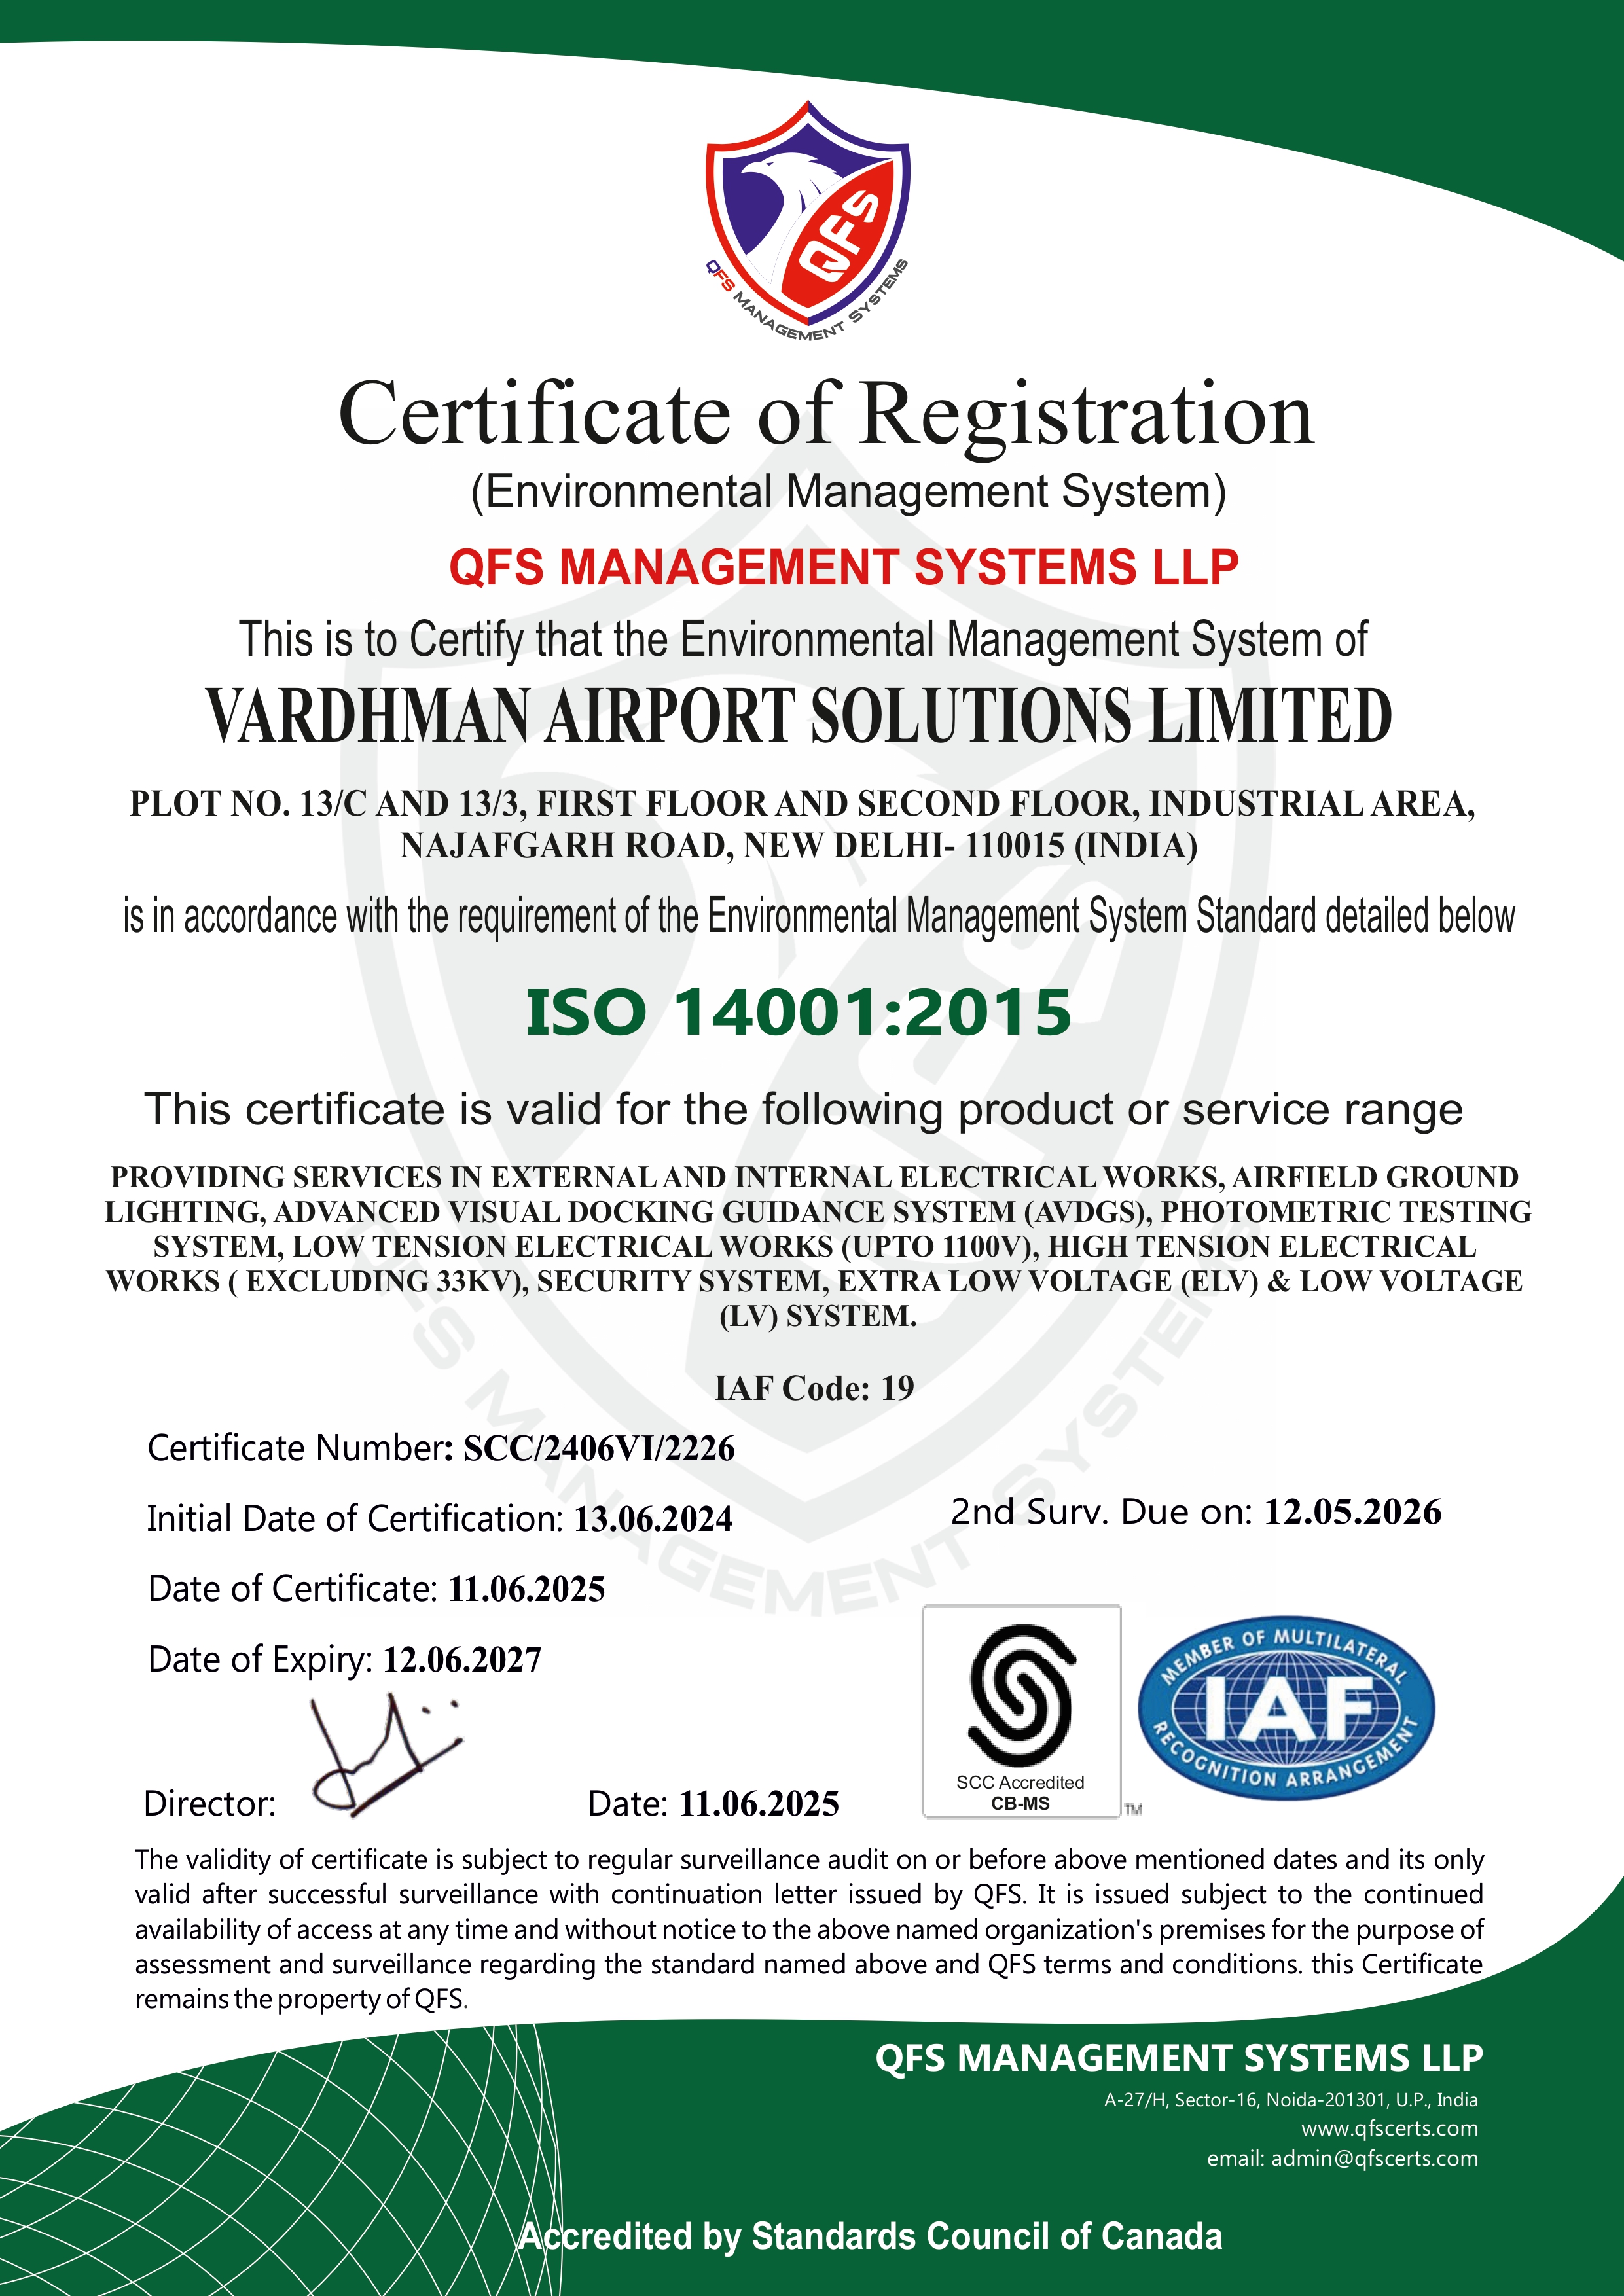 QFS
QFS MANAGEMENT SYSTEMS
Certificate of Registration
(Environmental Management System)
QFS MANAGEMENT SYSTEMS LLP
This is to Certify that the Environmental Management System of
VARDHMAN AIRPORT SOLUTIONS LIMITED
PLOT NO. 13/C AND 13/3, FIRST FLOOR AND SECOND FLOOR, INDUSTRIAL AREA,
NAJAFGARH ROAD, NEW DELHI- 110015 (INDIA)
is in accordance with the requirement of the Environmental Management System Standard detailed below
ISO 14001:2015
This certificate is valid for the following product or service range
PROVIDING SERVICES IN EXTERNAL AND INTERNAL ELECTRICAL WORKS, AIRFIELD GROUND
LIGHTING, ADVANCED VISUAL DOCKING GUIDANCE SYSTEM (AVDGS), PHOTOMETRIC TESTING
SYSTEM, LOW TENSION ELECTRICAL WORKS (UPTO 1100V), HIGH TENSION ELECTRICAL
WORKS ( EXCLUDING 33KV), SECURITY SYSTEM, EXTRA LOW VOLTAGE (ELV) & LOW VOLTAGE
(LV) SYSTEM.
IAF Code: 19
Certificate Number: SCC/2406VI/2226
Initial Date of Certification: 13.06.2024
2nd Surv. Due on: 12.05.2026
Date of Certificate: 11.06.2025
Date of Expiry: 12.06.2027
Director:
Date: 11.06.2025
SCC Accredited
CB-MS
TM
MEMBER OF MULTILATERAL
IAF
RECOGNITION ARRANGEMENT
The validity of certificate is subject to regular surveillance audit on or before above mentioned dates and its only
valid after successful surveillance with continuation letter issued by QFS. It is issued subject to the continued
availability of access at any time and without notice to the above named organization's premises for the purpose of
assessment and surveillance regarding the standard named above and QFS terms and conditions. this Certificate
remains the property of QFS.
QFS MANAGEMENT SYSTEMS LLP
A-27/H, Sector-16, Noida-201301, U.P., India
www.qfscerts.com
email: admin@qfscerts.com
Accredited by Standards Council of Canada
QFS
QFS MANAGEMENT SYSTEMS